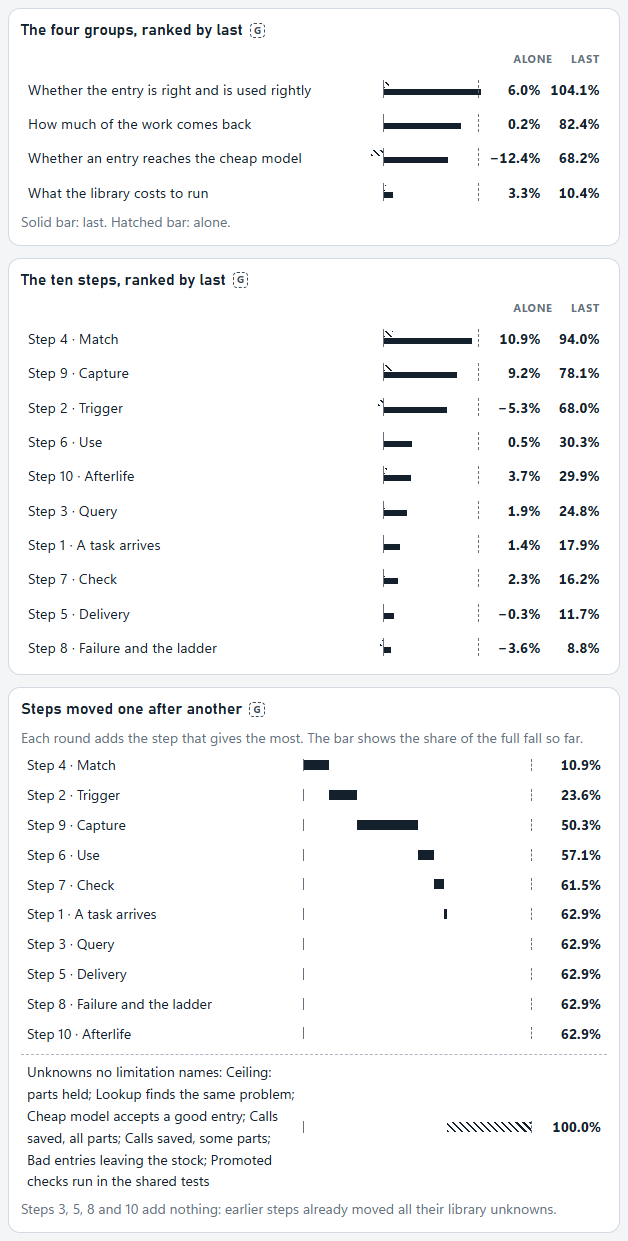 The four groups, ranked by last G
ALONE LAST
Whether the entry is right and is used rightly 6.0% 104.1%
How much of the work comes back 0.2% 82.4%
Whether an entry reaches the cheap model −12.4% 68.2%
What the library costs to run 3.3% 10.4%
Solid bar: last. Hatched bar: alone.
The ten steps, ranked by last G
ALONE LAST
Step 4 · Match 10.9% 94.0%
Step 9 · Capture 9.2% 78.1%
Step 2 · Trigger −5.3% 68.0%
Step 6 · Use 0.5% 30.3%
Step 10 · Afterlife 3.7% 29.9%
Step 3 · Query 1.9% 24.8%
Step 1 · A task arrives 1.4% 17.9%
Step 7 · Check 2.3% 16.2%
Step 5 · Delivery −0.3% 11.7%
Step 8 · Failure and the ladder −3.6% 8.8%
Steps moved one after another G
Each round adds the step that gives the most. The bar shows the share of the full fall so far.
Step 4 · Match 10.9%
Step 2 · Trigger 23.6%
Step 9 · Capture 50.3%
Step 6 · Use 57.1%
Step 7 · Check 61.5%
Step 1 · A task arrives 62.9%
Step 3 · Query 62.9%
Step 5 · Delivery 62.9%
Step 8 · Failure and the ladder 62.9%
Step 10 · Afterlife 62.9%
Unknowns no limitation names: Ceiling:
parts held; Lookup finds the same problem;
Cheap model accepts a good entry; Calls
saved, all parts; Calls saved, some parts; 100.0%
Bad entries leaving the stock; Promoted
checks run in the shared tests
Steps 3, 5, 8 and 10 add nothing: earlier steps already moved all their library unknowns.